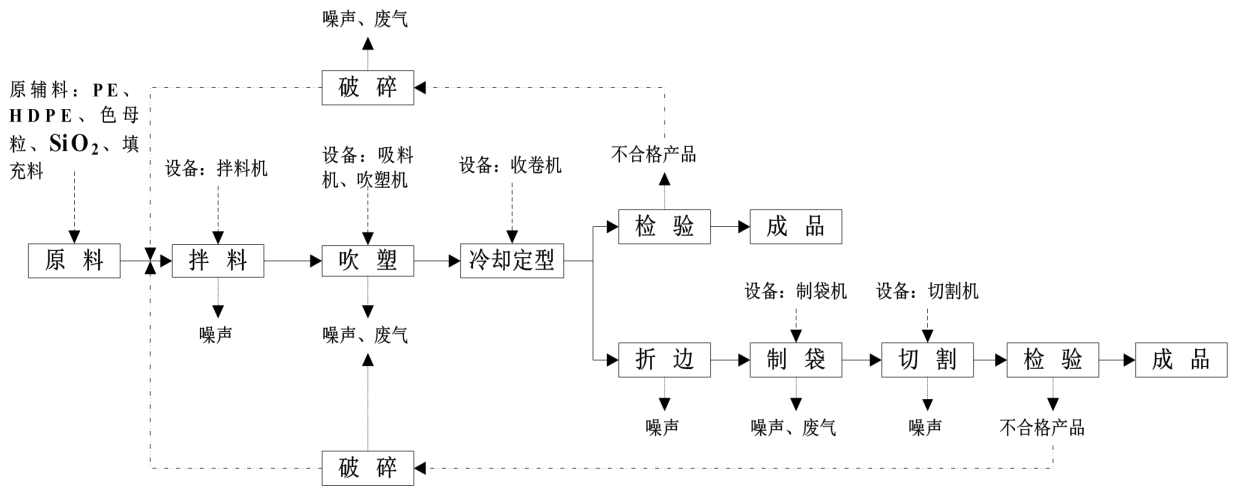 噪声、废气
破 碎
原辅料：PE、
HDPE、色母
粒、SiO₂、填
充料
设备：拌料机
设备：吸料
机、吹塑机
设备：收卷机
不合格产品
检 验
成 品
原 料
拌 料
吹 塑
冷却定型
噪声
噪声、废气
设备：制袋机
设备：切割机
折 边
制 袋
切 割
检 验
成 品
噪声
噪声、废气
噪声
不合格产品
破 碎